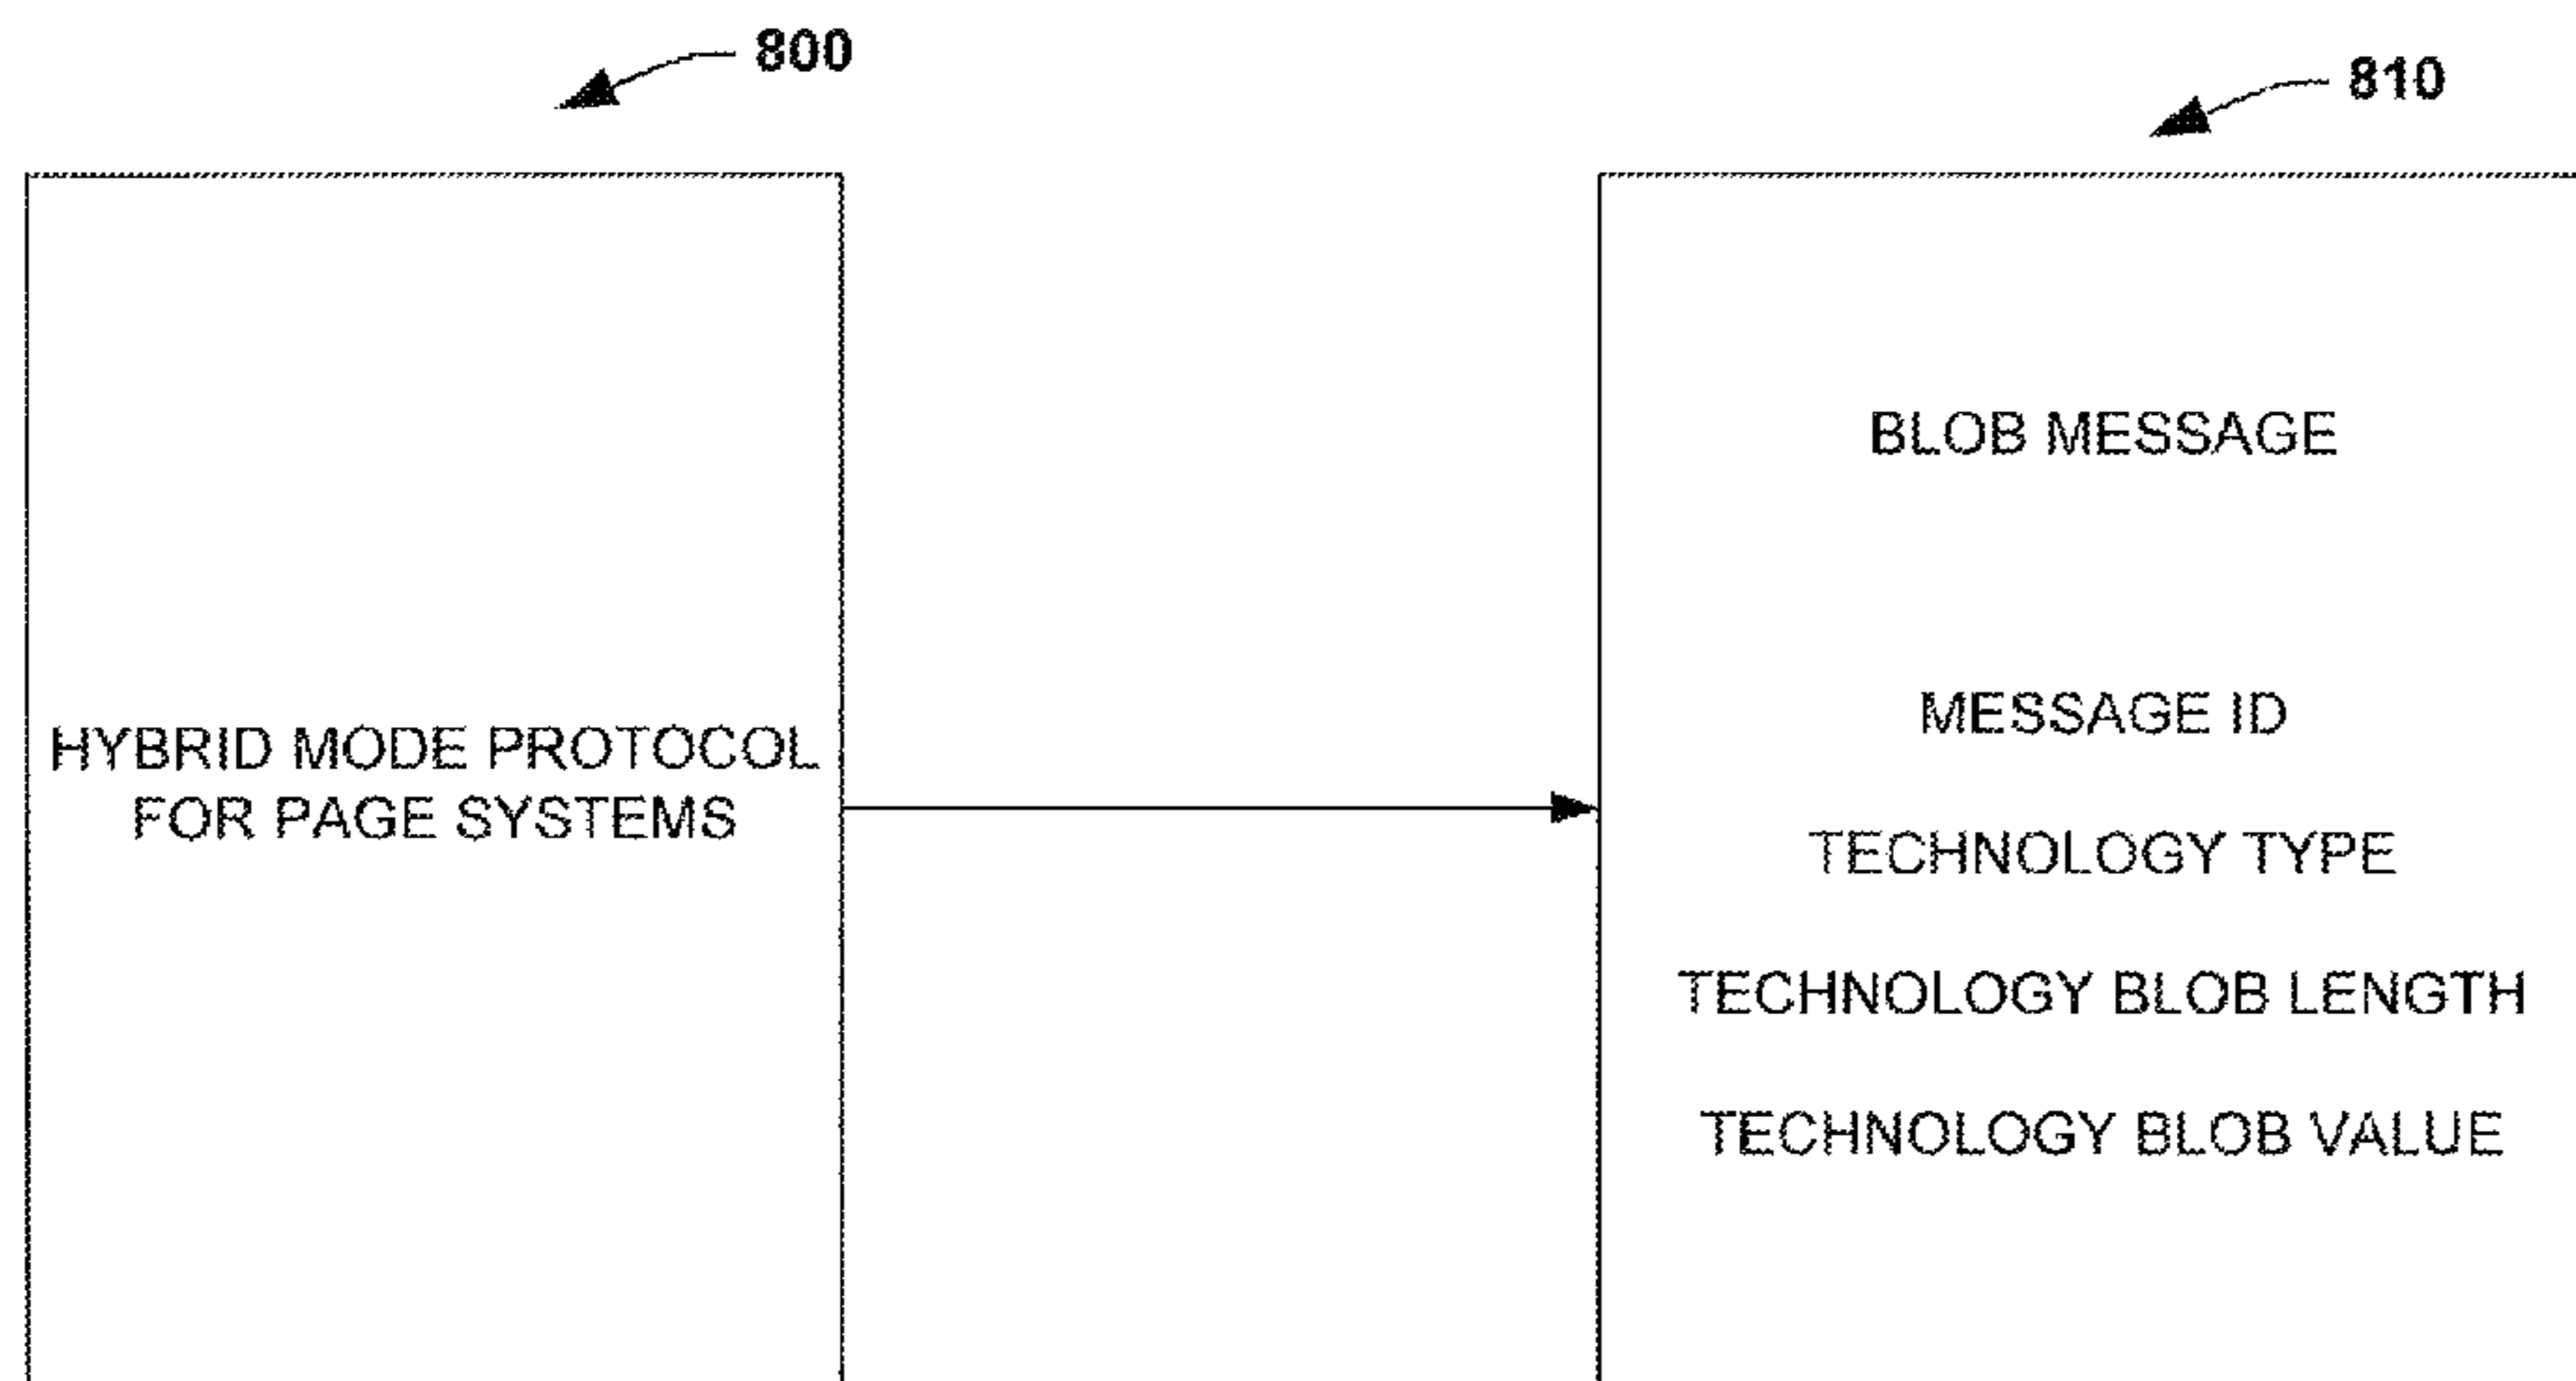 800
810
HYBRID MODE PROTOCOL
FOR PAGE SYSTEMS
BLOB MESSAGE
MESSAGE ID
TECHNOLOGY TYPE
TECHNOLOGY BLOB LENGTH
TECHNOLOGY BLOB VALUE